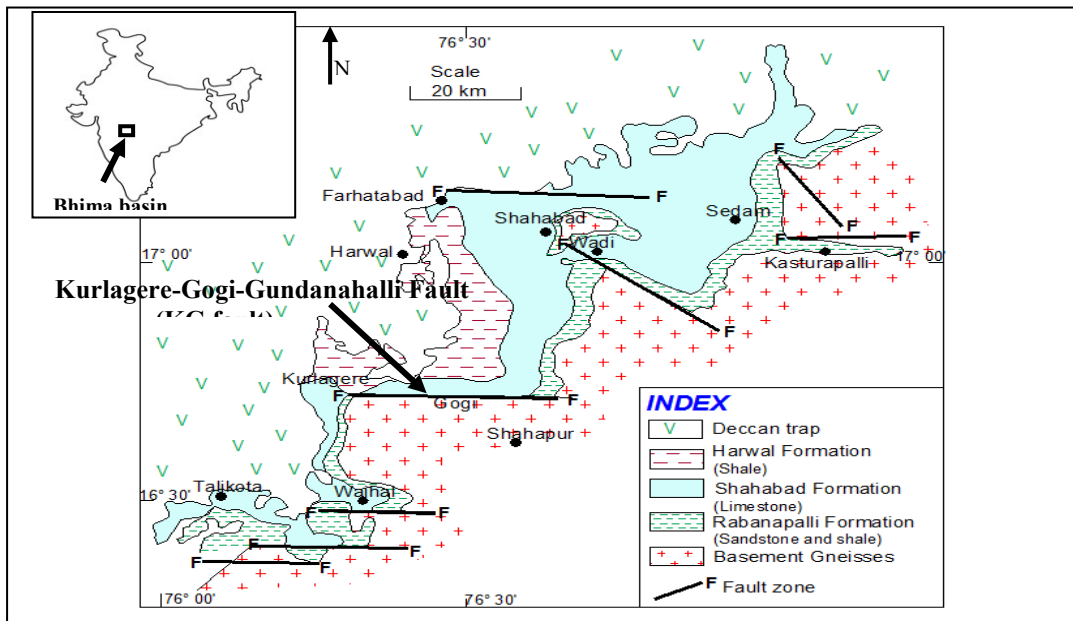 76° 30'
N
Scale
20 km
Bhima basin
F
F
F
Farhatabad
Shahabad
Sedam
F
F
Wadi
F
F
F
Harwal
17° 00'
Kasturapalli
17 00'
Kurlagere-Gogi-Gundanahalli Fault
(KG fault)
F
Kurlagere
F
Gogi
F
Shahapur
INDEX
V Deccan trap
Harwal Formation
(Shale)
Shahabad Formation
(Limestone)
Rabanapalli Formation
(Sandstone and shale)
Basement Gneisses
F Fault zone
16° 30'
Talikota
Wajhal
F
F
F
F
F
F
76° 00'
76° 30'